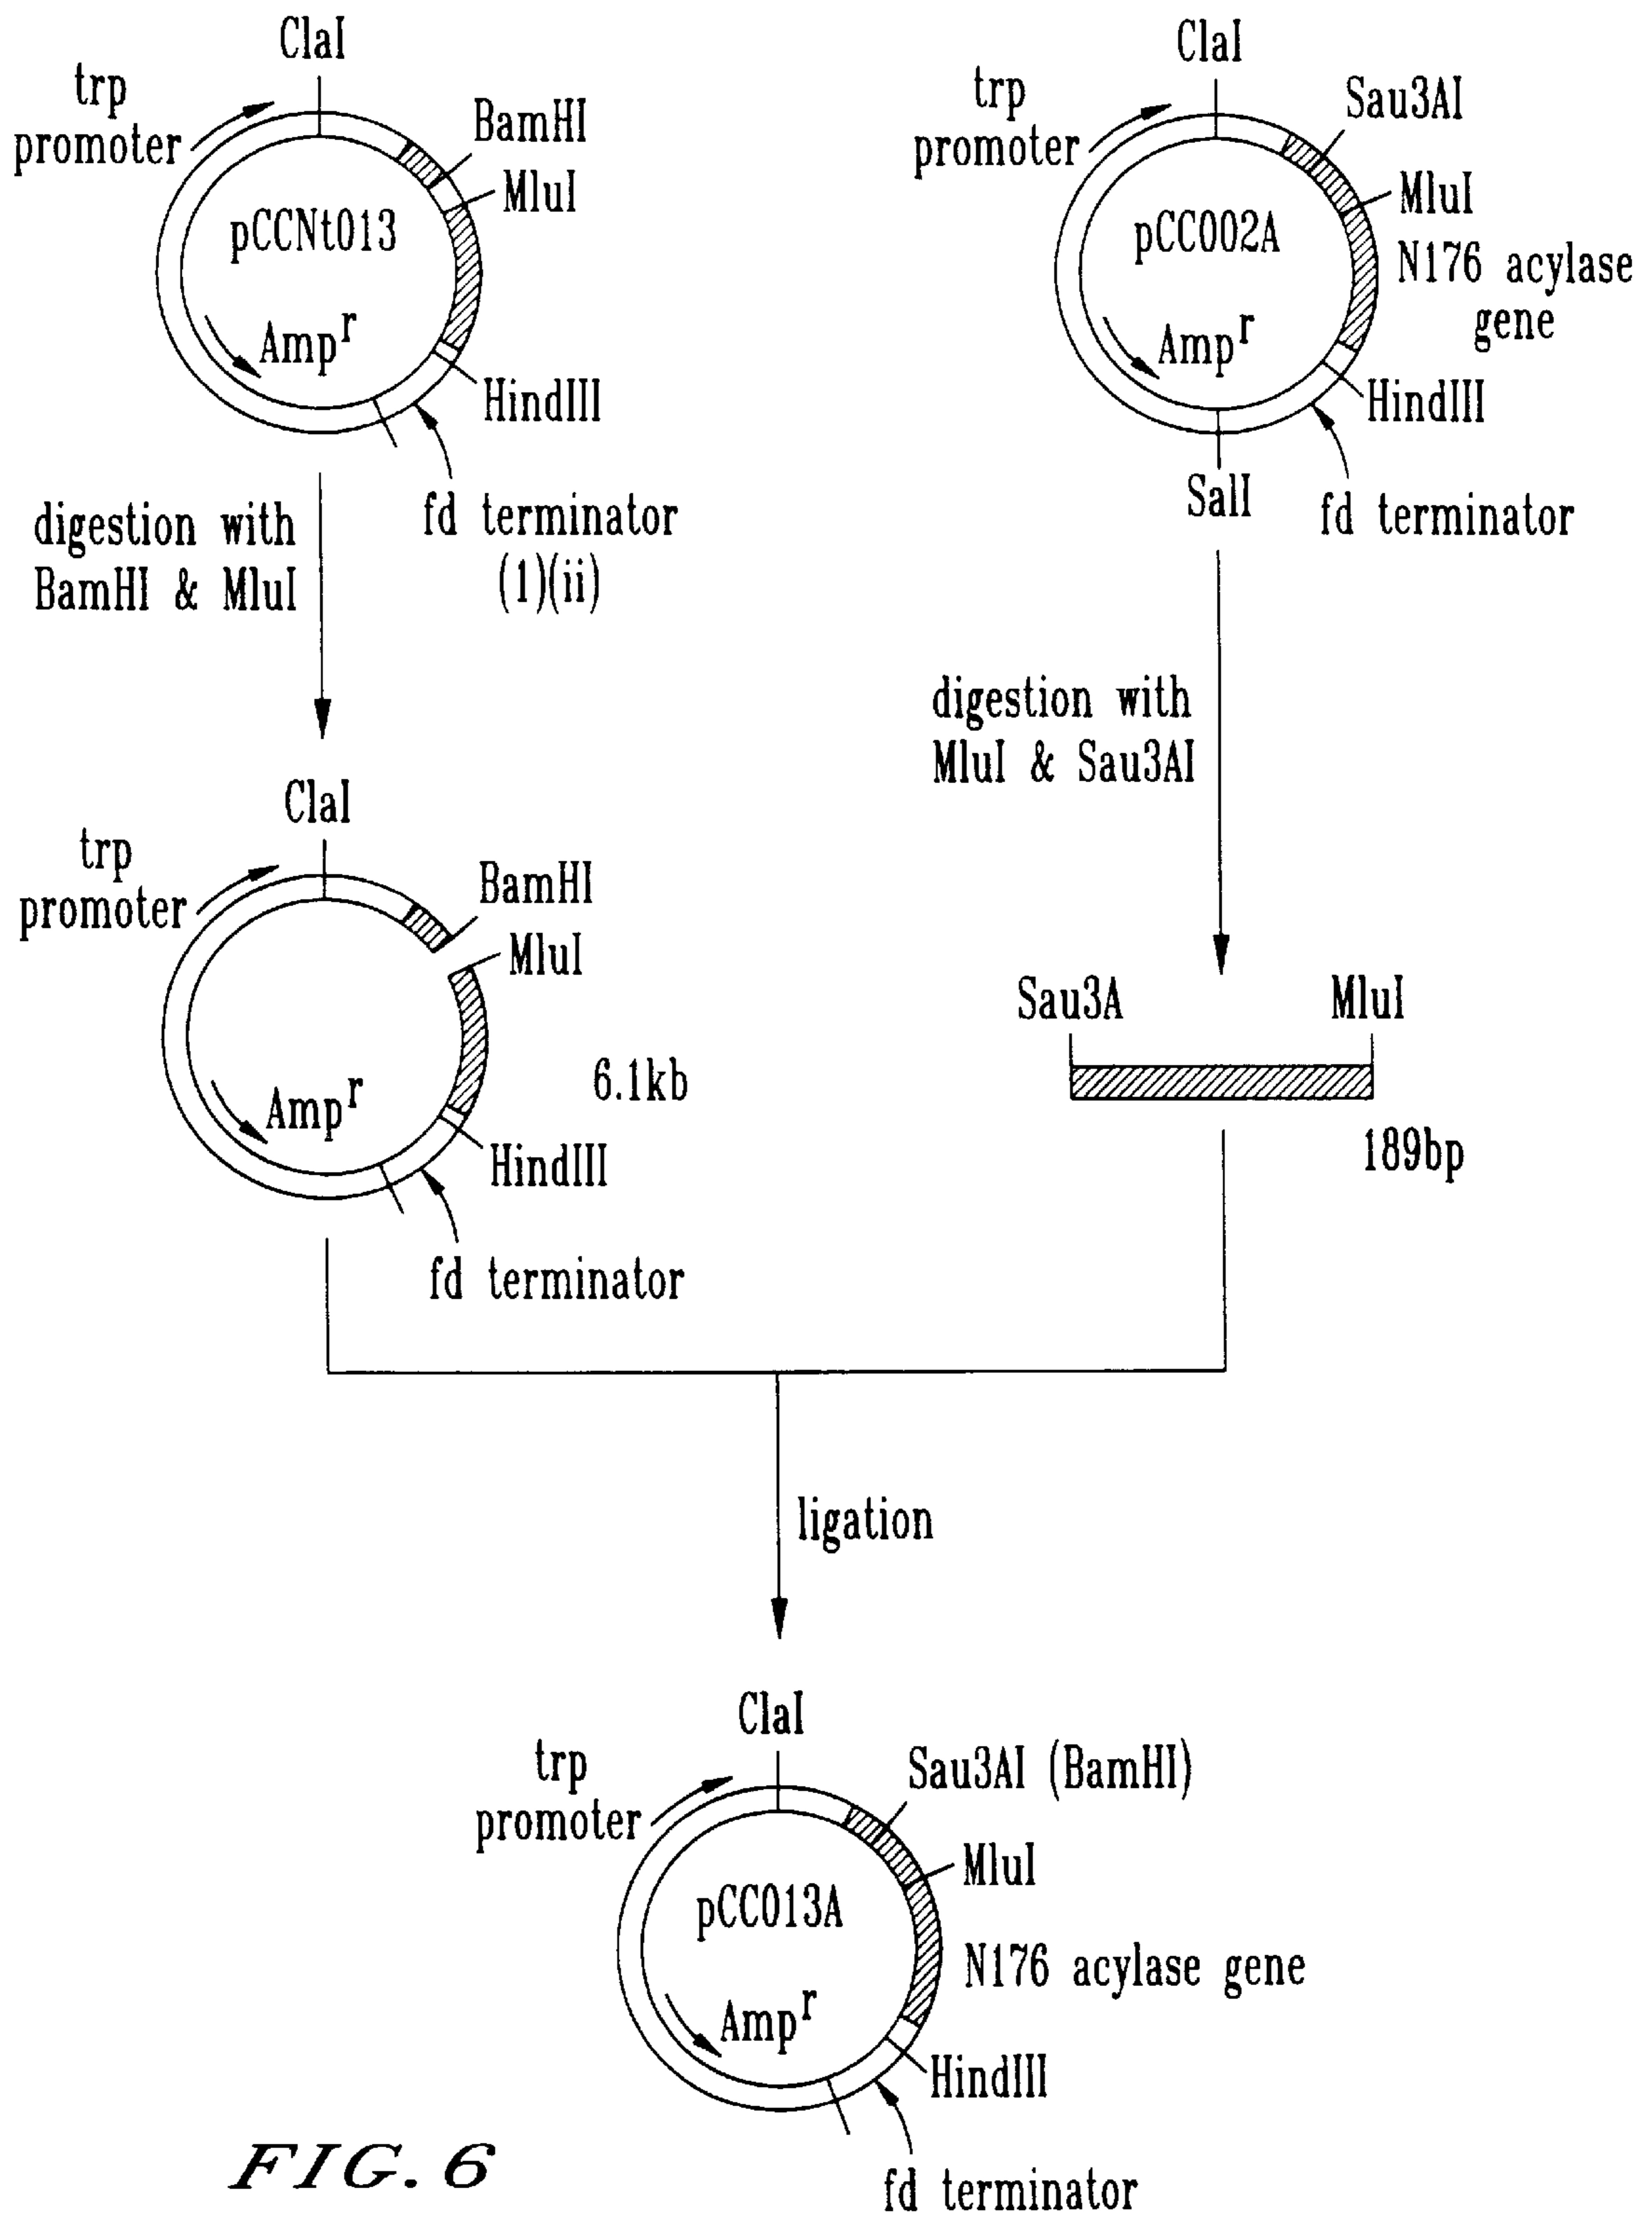 ClaI
trp
promoter
BamHI
MluI
pCCNt013
Amp^r
HindIII
fd terminator
(1)(ii)
digestion with
BamHI & MluI
ClaI
trp
promoter
Sau3AI
MluI
pCC002A
N176 acylase
gene
Amp^r
HindIII
SalI
fd terminator
digestion with
MluI & Sau3AI
ClaI
trp
promoter
BamHI
MluI
6.1kb
Amp^r
HindIII
fd terminator
Sau3A MluI
189bp
ligation
ClaI
trp
promoter
Sau3AI (BamHI)
MluI
pCC013A
N176 acylase gene
Amp^r
HindIII
fd terminator
FIG. 6